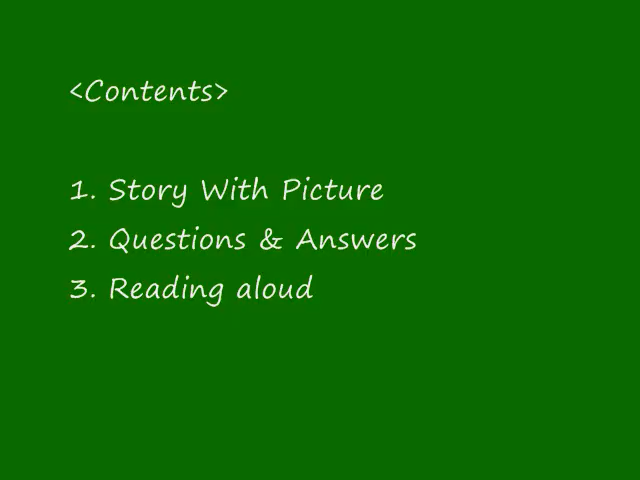 <Contents>
1. Story With Picture
2. Questions & Answers
3. Reading aloud